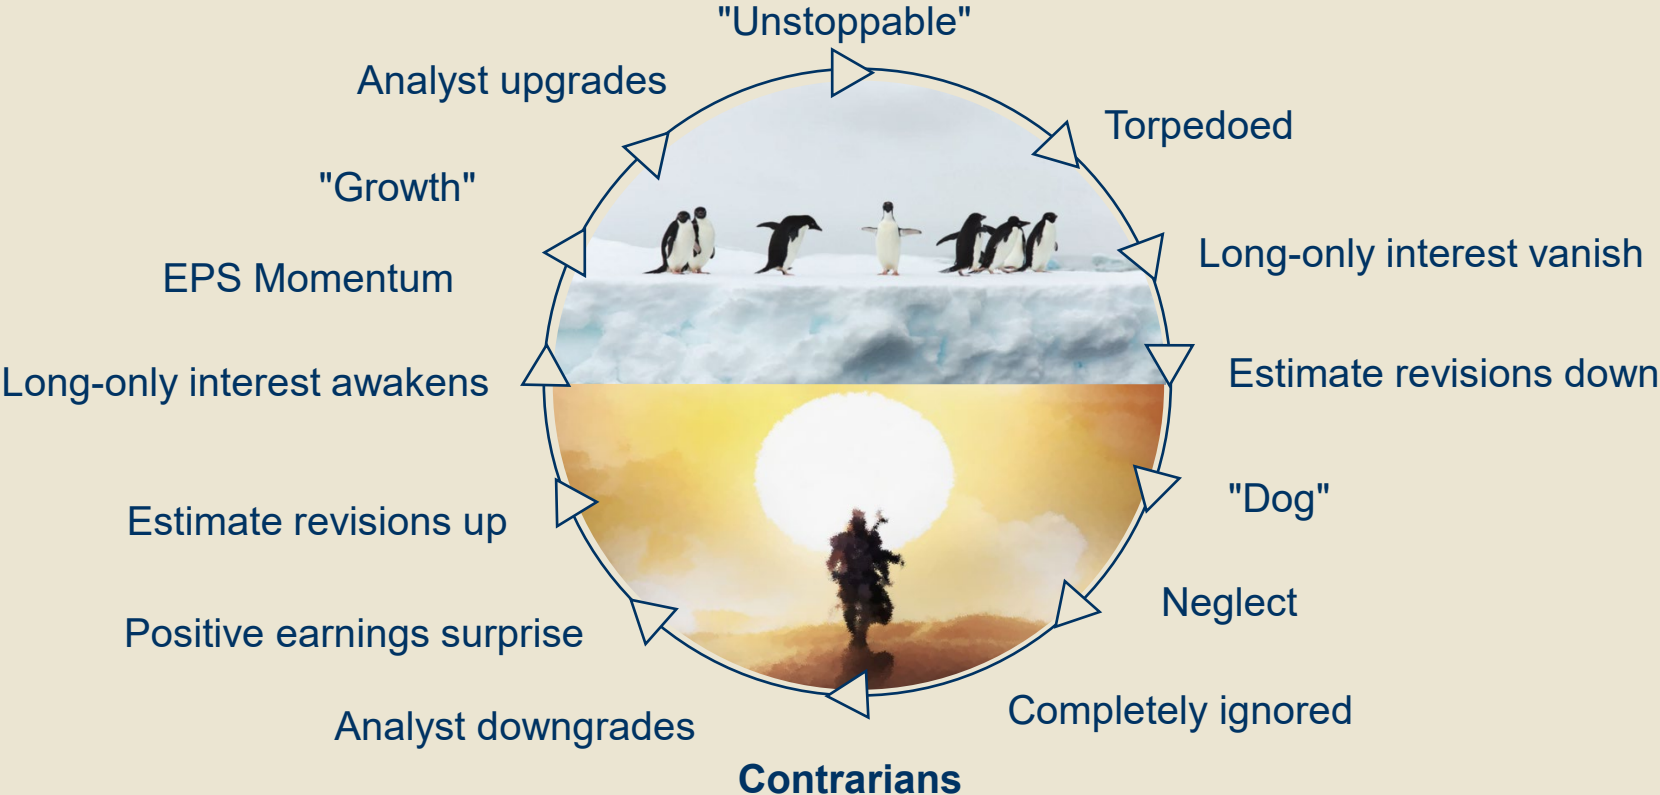 "Unstoppable"
Analyst upgrades
Torpedoed
"Growth"
Long-only interest vanish
EPS Momentum
Estimate revisions down
Long-only interest awakens
"Dog"
Estimate revisions up
Neglect
Positive earnings surprise
Completely ignored
Analyst downgrades
Contrarians